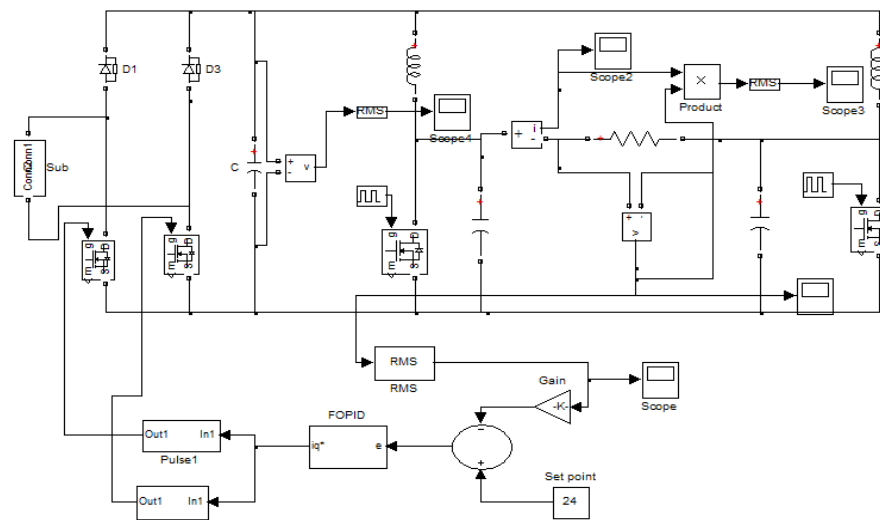 D1
D3
Scope2
×
Product
RMS
Scope3
RMS
Scope4
i
+
-
Conn1
Sub
C
+
-
v
g
D
m
S
g
D
m
S
g
D
m
S
g
D
m
S
+
-
v
RMS
RMS
Gain
-K-
Scope
FOPID
Out1
In1
Pulse1
iq*
e
−
+
Set point
24
Out1
In1